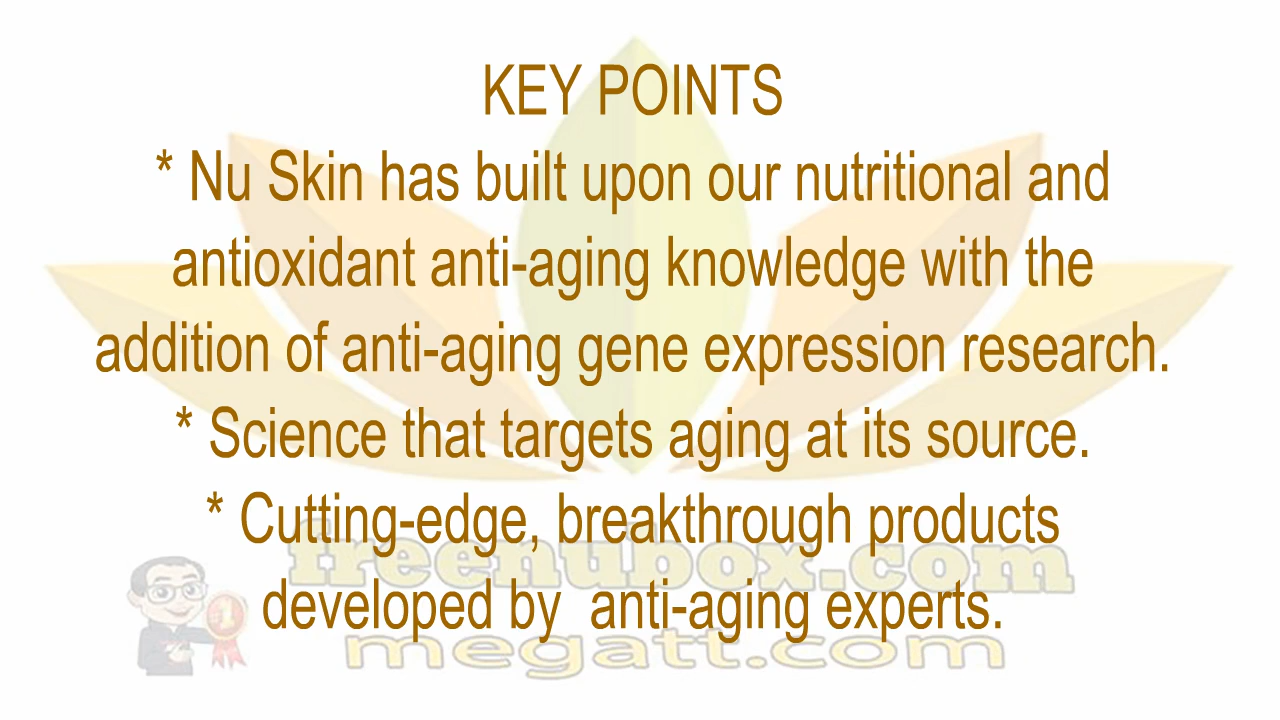 KEY POINTS
* Nu Skin has built upon our nutritional and
antioxidant anti-aging knowledge with the
addition of anti-aging gene expression research.
* Science that targets aging at its source.
* Cutting-edge, breakthrough products
freenubox.com
developed by  anti-aging experts.
1
megatt.com